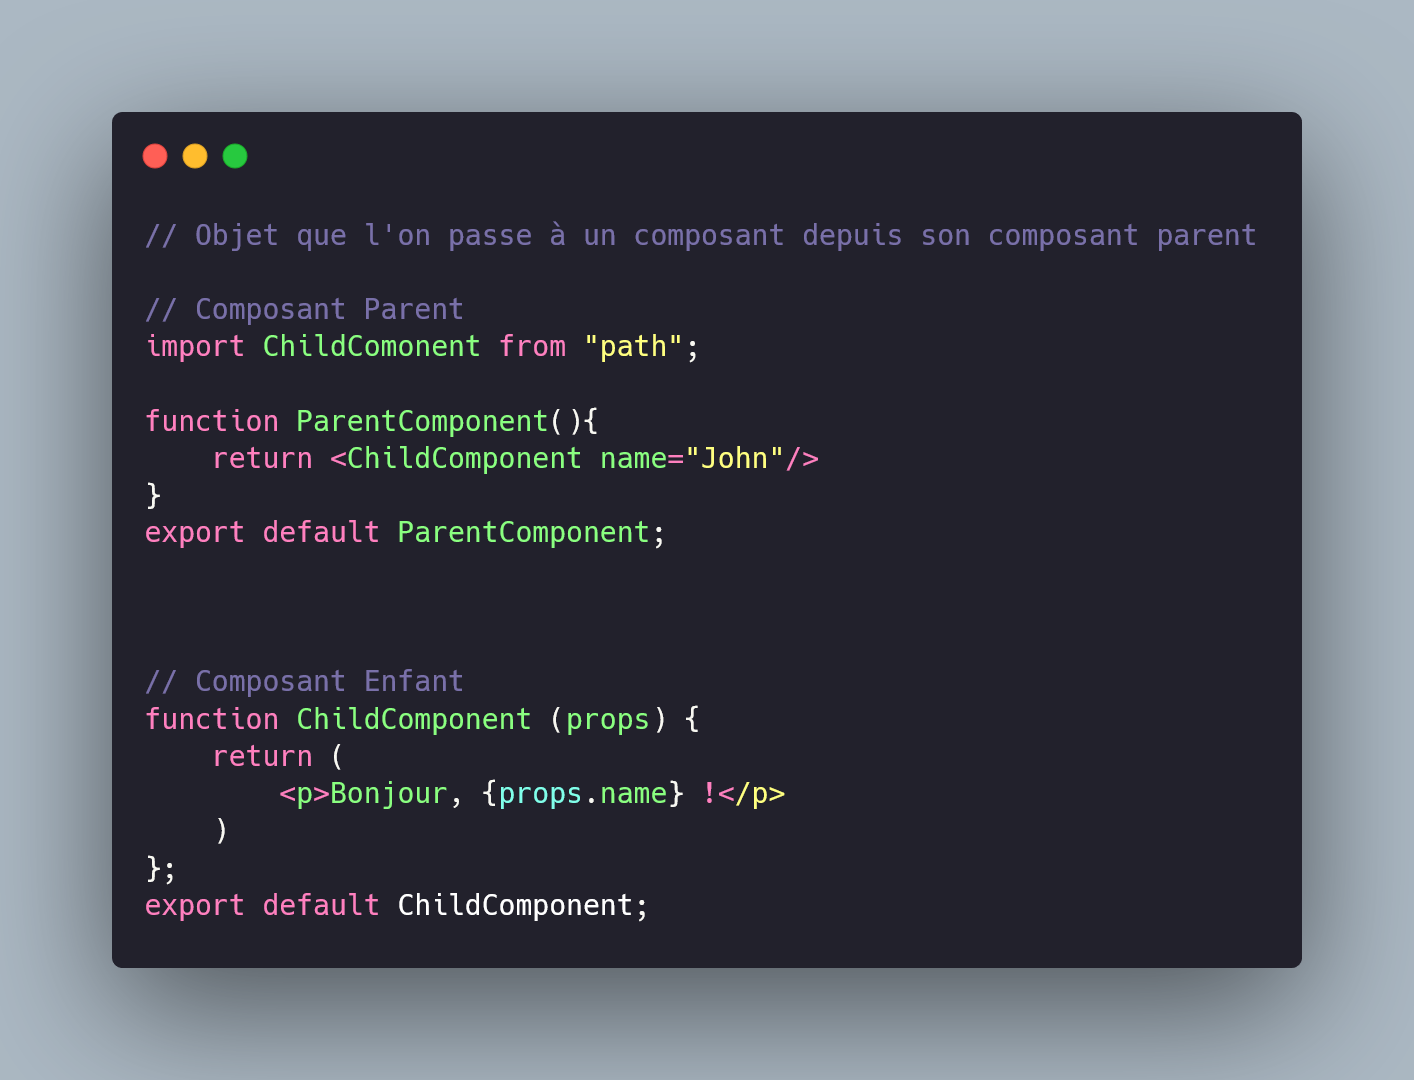 // Objet que l'on passe à un composant depuis son composant parent
// Composant Parent
import ChildComonent from "path";
function ParentComponent(){
return <ChildComponent name="John"/>
}
export default ParentComponent;
// Composant Enfant
function ChildComponent (props) {
return (
<p>Bonjour, {props.name} !</p>
)
};
export default ChildComponent;